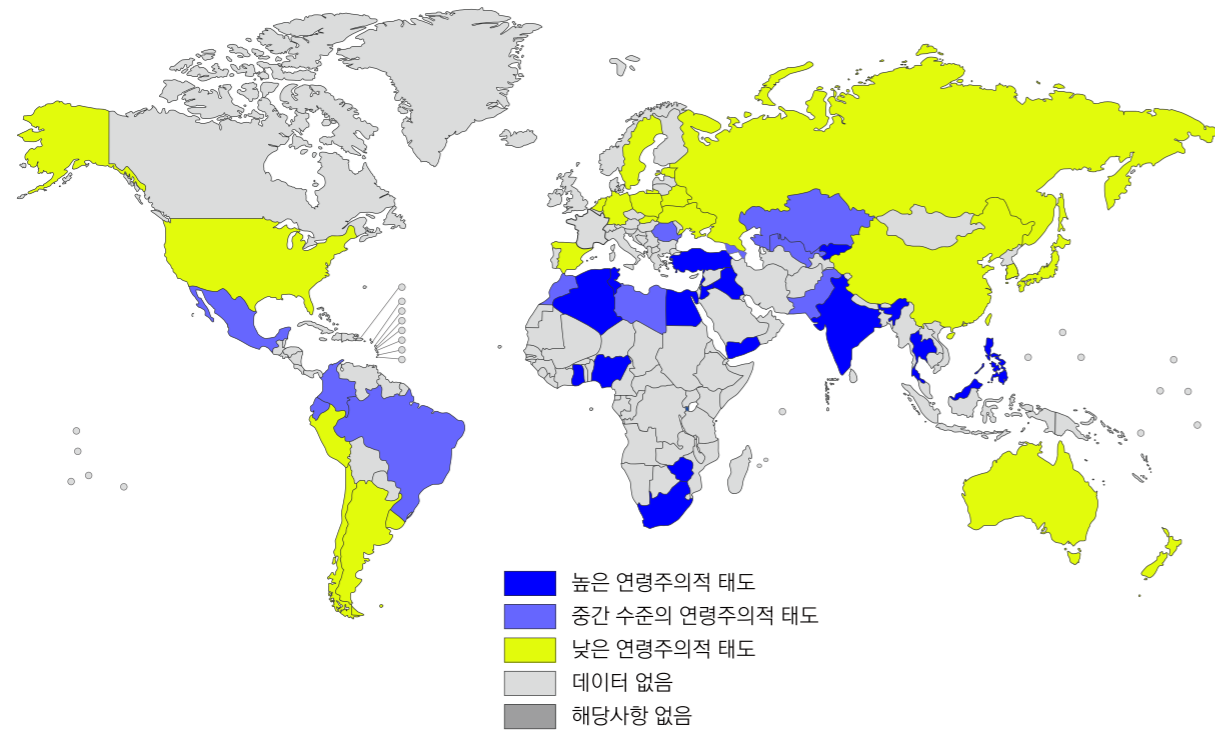 높은 연령주의적 태도
중간 수준의 연령주의적 태도
낮은 연령주의적 태도
데이터 없음
해당사항 없음